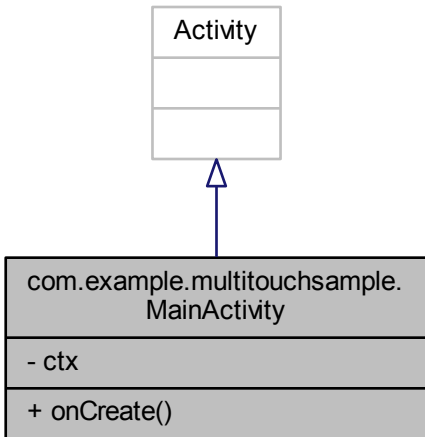 Activity
com.example.multitouchsample.
MainActivity
- ctx
+ onCreate()